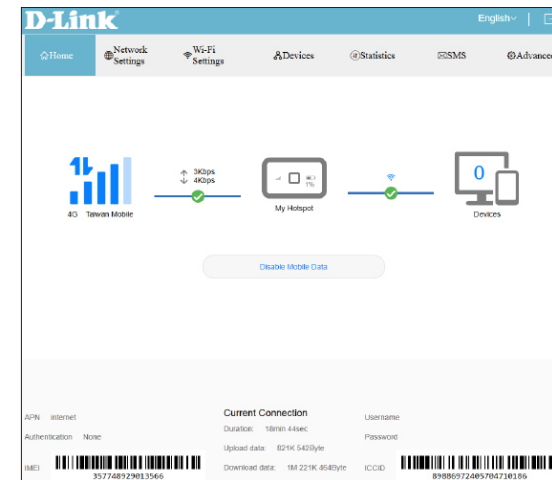 D-Link
English
Home
Network Settings
Wi-Fi Settings
Devices
Statistics
SMS
Advanced
3Kbps
4Kbps
0
1%
4G Taiwan Mobile
My Hotspot
Devices
Disable Mobile Data
Current Connection
APN internet
Username
Duration: 18min 44sec
Authentication None
Password
Upload data: 821K 542Byte
IMEI
Download data: 1M 221K 464Byte
ICCID
357748929013566
89886972405704710186